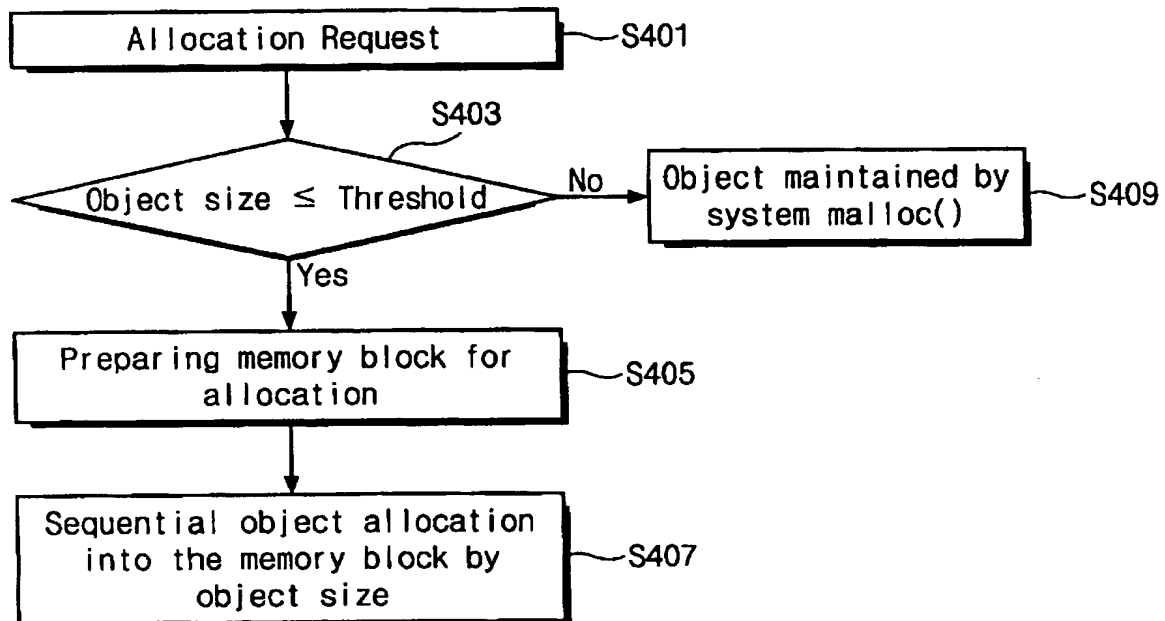 Allocation Request
S401
S403
Object size ≤ Threshold
No
Object maintained by
system malloc()
S409
Yes
Preparing memory block for
allocation
S405
Sequential object allocation
into the memory block by
object size
S407